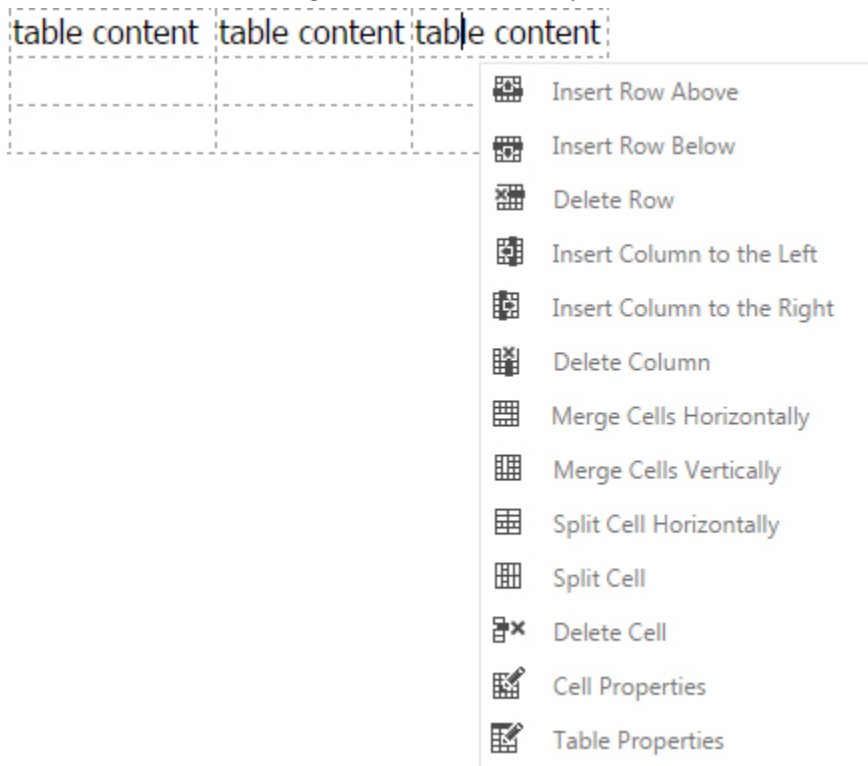 table content table content table content
Insert Row Above
Insert Row Below
Delete Row
Insert Column to the Left
Insert Column to the Right
Delete Column
Merge Cells Horizontally
Merge Cells Vertically
Split Cell Horizontally
Split Cell
Delete Cell
Cell Properties
Table Properties